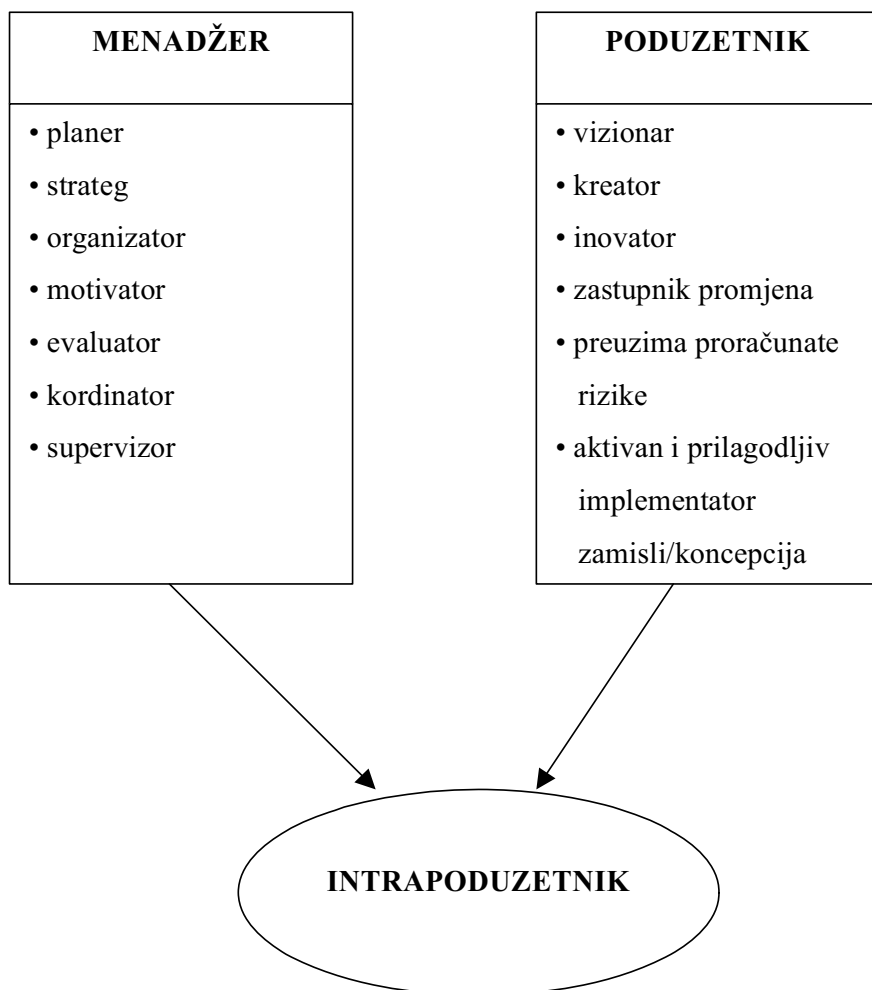 MENADŽER
• planer
• strateg
• organizator
• motivator
• evaluator
• kordinator
• supervizor
PODUZETNIK
• vizionar
• kreator
• inovator
• zastupnik promjena
• preuzima proračunate
rizike
• aktivan i prilagodljiv
implementator
zamisli/koncepcija
INTRAPODUZETNIK